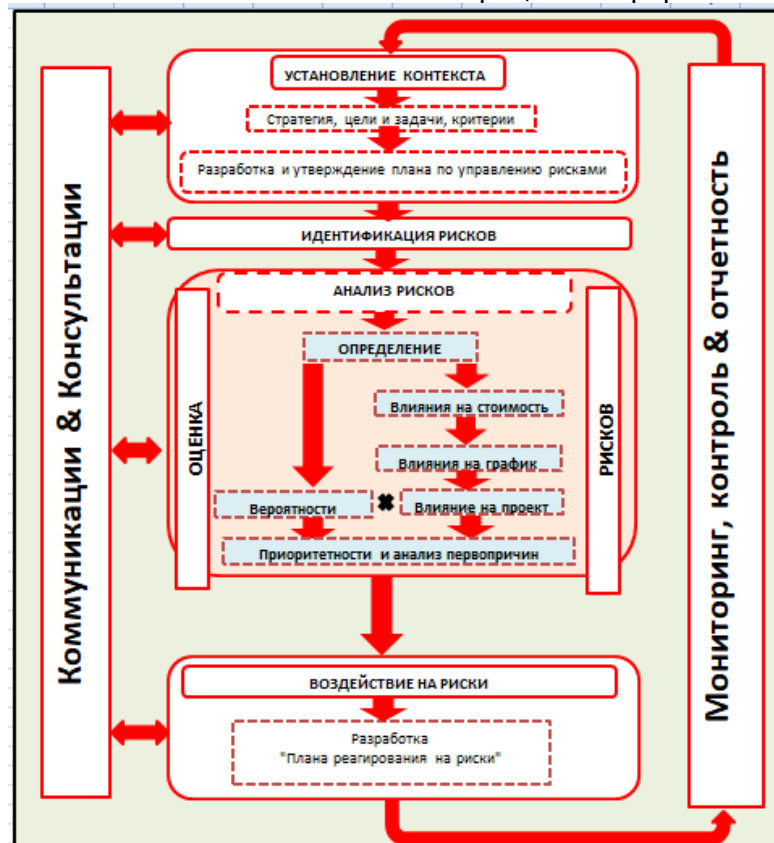 УСТАНОВЛЕНИЕ КОНТЕКСТА
Стратегия, цели и задачи, критерии
Разработка и утверждение плана по управлению рисками
ИДЕНТИФИКАЦИЯ РИСКОВ
АНАЛИЗ РИСКОВ
ОПРЕДЕЛЕНИЕ
Влияния на стоимость
Влияния на график
Вероятности
Влияние на проект
Приоритетности и анализ первопричин
ОЦЕНКА
РИСКОВ
ВОЗДЕЙСТВИЕ НА РИСКИ
Разработка
"Плана реагирования на риски"
Коммуникации & Консультации
Мониторинг, контроль & отчетность